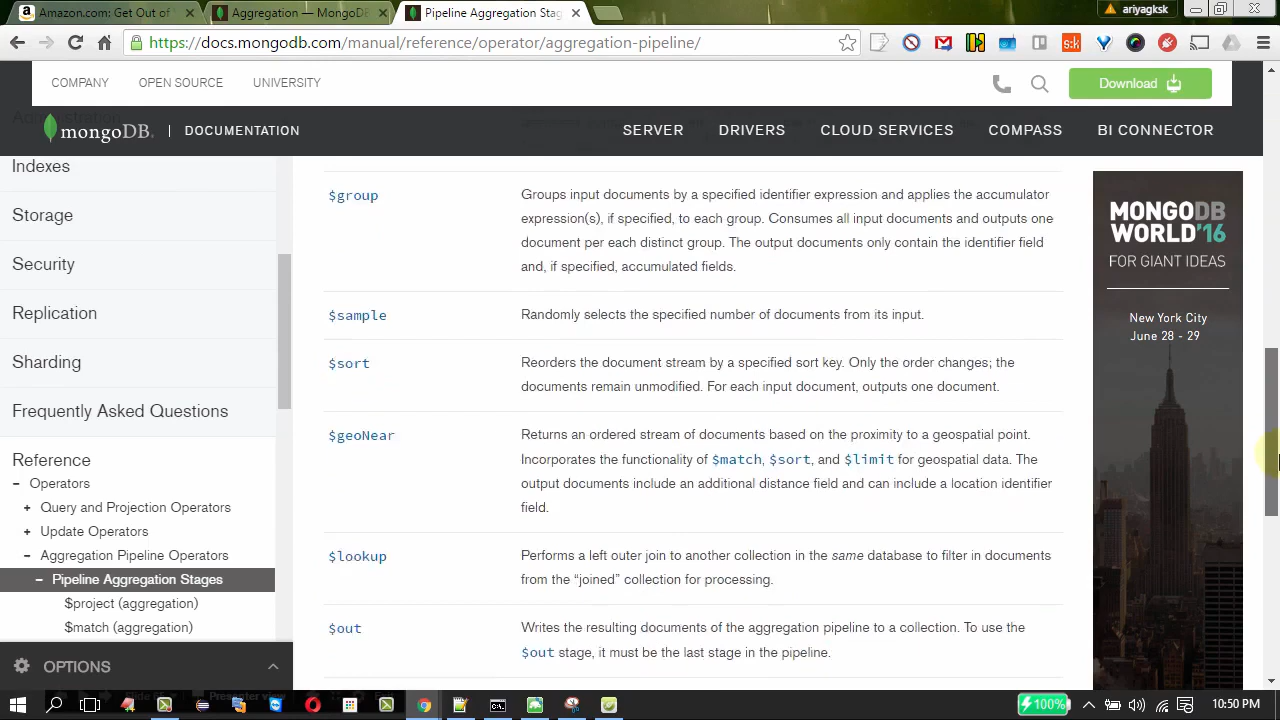 Amazon.com: Get Out of
Aggregation — MongoDB
Pipeline Aggregation Stag
ariyagksk
https://docs.mongodb.com/manual/reference/operator/aggregation-pipeline/
COMPANY OPEN SOURCE UNIVERSITY
Download
Administration
mongoDB. | DOCUMENTATION
SERVER DRIVERS CLOUD SERVICES COMPASS BI CONNECTOR
Indexes
Storage
Security
Replication
Sharding
Frequently Asked Questions
Reference
− Operators
+ Query and Projection Operators
+ Update Operators
− Aggregation Pipeline Operators
− Pipeline Aggregation Stages
$project (aggregation)
$match (aggregation)
OPTIONS
$group
Groups input documents by a specified identifier expression and applies the accumulator
expression(s), if specified, to each group. Consumes all input documents and outputs one
document per each distinct group. The output documents only contain the identifier field
and, if specified, accumulated fields.
$sample
Randomly selects the specified number of documents from its input.
$sort
Reorders the document stream by a specified sort key. Only the order changes; the
documents remain unmodified. For each input document, outputs one document.
$geoNear
Returns an ordered stream of documents based on the proximity to a geospatial point.
Incorporates the functionality of $match, $sort, and $limit for geospatial data. The
output documents include an additional distance field and can include a location identifier
field.
$lookup
Performs a left outer join to another collection in the same database to filter in documents
from the “joined” collection for processing.
$out
Writes the resulting documents of the aggregation pipeline to a collection. To use the
$out stage, it must be the last stage in the pipeline.
MONGODB
WORLD'16
FOR GIANT IDEAS
New York City
June 28 - 29
Presenter view
100%
10:50 PM